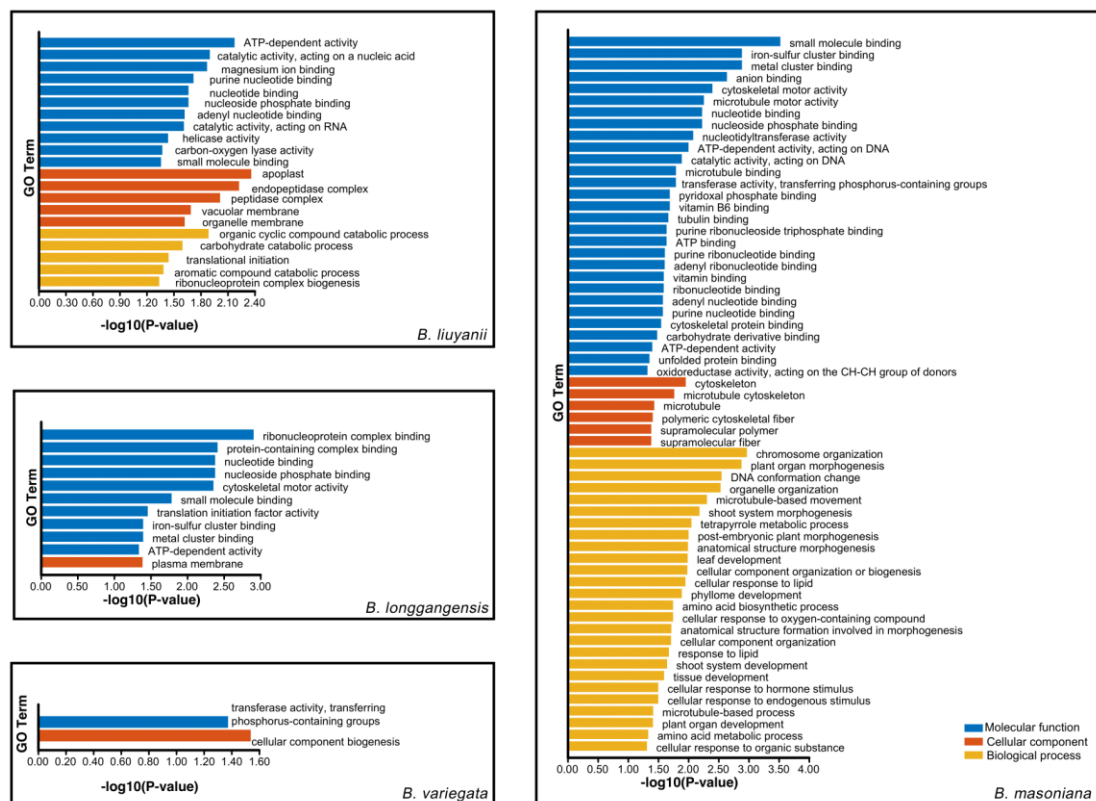 GO Term
ATP-dependent activity
catalytic activity, acting on a nucleic acid
magnesium ion binding
purine nucleotide binding
nucleotide binding
nucleoside phosphate binding
adenyl nucleotide binding
catalytic activity, acting on RNA
helicase activity
carbon-oxygen lyase activity
small molecule binding
apoplast
endopeptidase complex
peptidase complex
vacuolar membrane
organelle membrane
organic cyclic compound catabolic process
carbohydrate catabolic process
translational initiation
aromatic compound catabolic process
ribonucleoprotein complex biogenesis
0.00 0.30 0.60 0.90 1.20 1.50 1.80 2.10 2.40
-log10(P-value)
B. liuyanii
GO Term
ribonucleoprotein complex binding
protein-containing complex binding
nucleotide binding
nucleoside phosphate binding
cytoskeletal motor activity
small molecule binding
translation initiation factor activity
iron-sulfur cluster binding
metal cluster binding
ATP-dependent activity
plasma membrane
0.00 0.50 1.00 1.50 2.00 2.50 3.00
-log10(P-value)
B. longgangensis
GO Term
transferase activity, transferring
phosphorus-containing groups
cellular component biogenesis
0.00 0.20 0.40 0.60 0.80 1.00 1.20 1.40 1.60
-log10(P-value)
B. variegata
GO Term
small molecule binding
iron-sulfur cluster binding
metal cluster binding
anion binding
cytoskeletal motor activity
microtubule motor activity
nucleotide binding
nucleoside phosphate binding
nucleotidyltransferase activity
ATP-dependent activity, acting on DNA
catalytic activity, acting on DNA
microtubule binding
transferase activity, transferring phosphorus-containing groups
pyridoxal phosphate binding
vitamin B6 binding
tubulin binding
purine ribonucleoside triphosphate binding
ATP binding
purine ribonucleotide binding
adenyl ribonucleotide binding
vitamin binding
ribonucleotide binding
adenyl nucleotide binding
purine nucleotide binding
cytoskeletal protein binding
carbohydrate derivative binding
ATP-dependent activity
unfolded protein binding
oxidoreductase activity, acting on the CH-CH group of donors
cytoskeleton
microtubule cytoskeleton
microtubule
polymeric cytoskeletal fiber
supramolecular polymer
supramolecular fiber
chromosome organization
plant organ morphogenesis
DNA conformation change
organelle organization
microtubule-based movement
shoot system morphogenesis
tetrapyrrole metabolic process
post-embryonic plant morphogenesis
anatomical structure morphogenesis
leaf development
cellular component organization or biogenesis
cellular response to lipid
phyllome development
amino acid biosynthetic process
cellular response to oxygen-containing compound
anatomical structure formation involved in morphogenesis
cellular component organization
response to lipid
shoot system development
tissue development
cellular response to hormone stimulus
cellular response to endogenous stimulus
microtubule-based process
plant organ development
amino acid metabolic process
cellular response to organic substance
0.00 0.50 1.00 1.50 2.00 2.50 3.00 3.50 4.00
-log10(P-value)
Molecular function
Cellular component
Biological process
B. masoniana